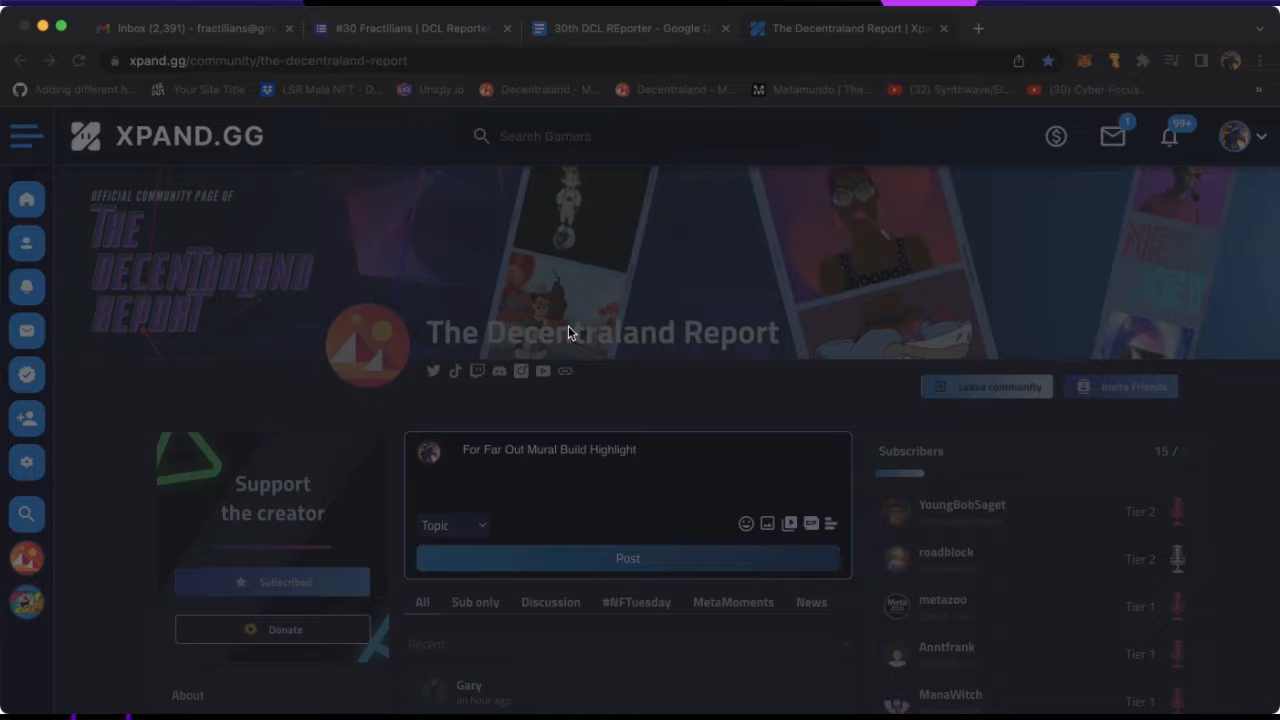 Inbox (2,391) - fractilians@gm
#30 Fractilians | DCL Reporte
30th DCL REporter - Google D
The Decentraland Report | Xpa
xpand.gg/community/the-decentraland-report
Adding different h...
Your Site Title
LSR Mala NFT - D...
Uniqly.io
Decentraland - M...
Decentraland - M...
Metamundo | The...
(32) Synthwave/El...
(30) Cyber Focus...
»
XPAND.GG
Search Gamers
1
99+
OFFICIAL COMMUNITY PAGE OF
THE
DECENTRALAND
REPORT
The Decentraland Report
Leave community
Invite Friends
Support
the creator
Subscribed
Donate
About
For Far Out Mural Build Highlight
Topic
GIF
Post
All
Sub only
Discussion
#NFTuesday
MetaMoments
News
Recent
Gary
an hour ago
Subscribers
15 /
YoungBobSaget
Tier 2
roadblock
Tier 2
metazoo
Tier 1
Anntfrank
Tier 1
ManaWitch
Tier 1